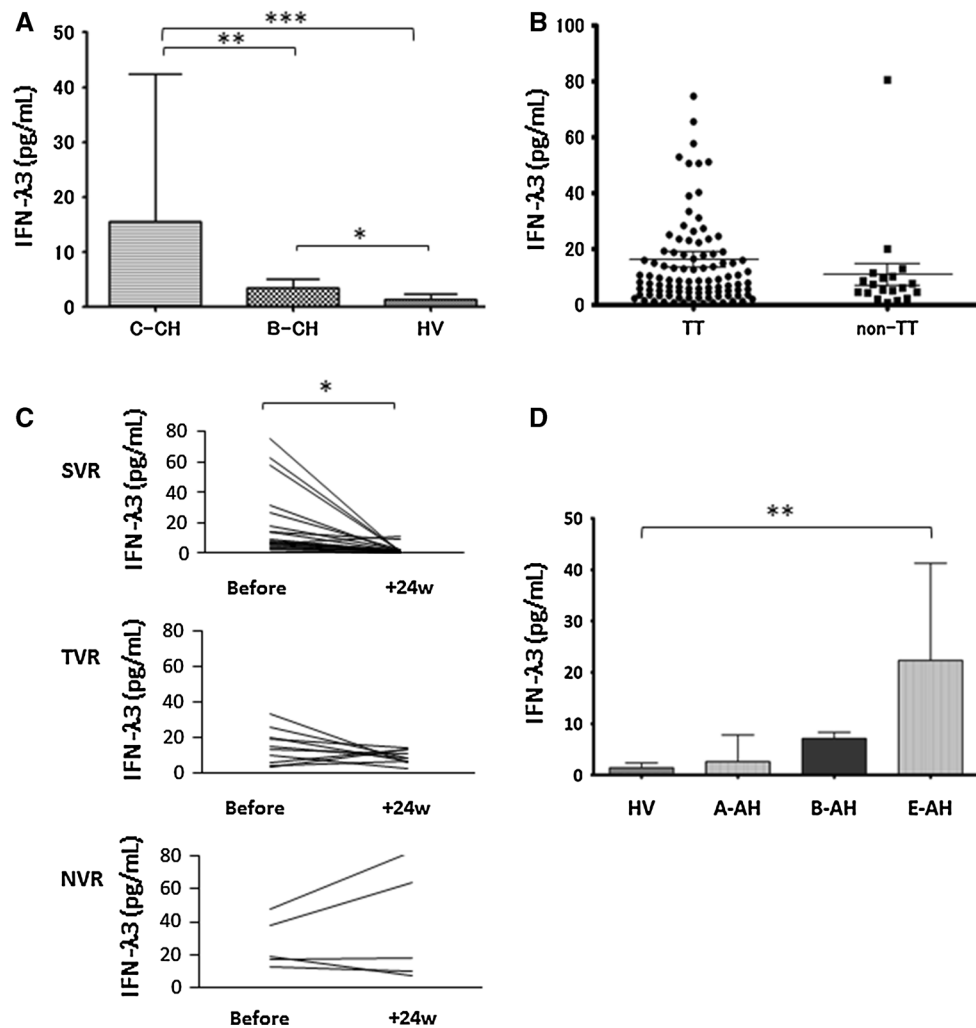 A
IFN-λ3 (pg/mL)
50
40
30
20
10
0
***
**
*
C-CH B-CH HV
B
IFN-λ3 (pg/mL)
100
80
60
40
20
0
TT non-TT
C
*
SVR
IFN-λ3 (pg/mL)
80
60
40
20
0
Before +24w
TVR
IFN-λ3 (pg/mL)
80
60
40
20
0
Before +24w
NVR
IFN-λ3 (pg/mL)
80
60
40
20
0
Before +24w
D
**
IFN-λ3 (pg/mL)
50
40
30
20
10
0
HV A-AH B-AH E-AH